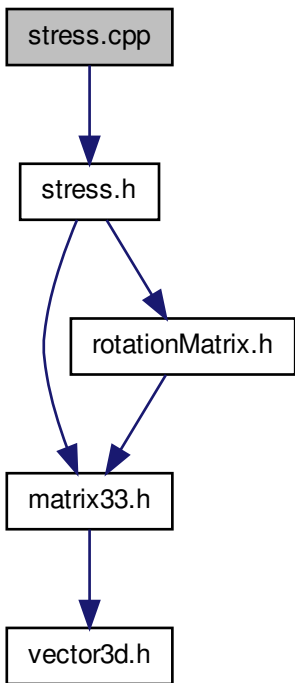 stress.cpp
stress.h
rotationMatrix.h
matrix33.h
vector3d.h